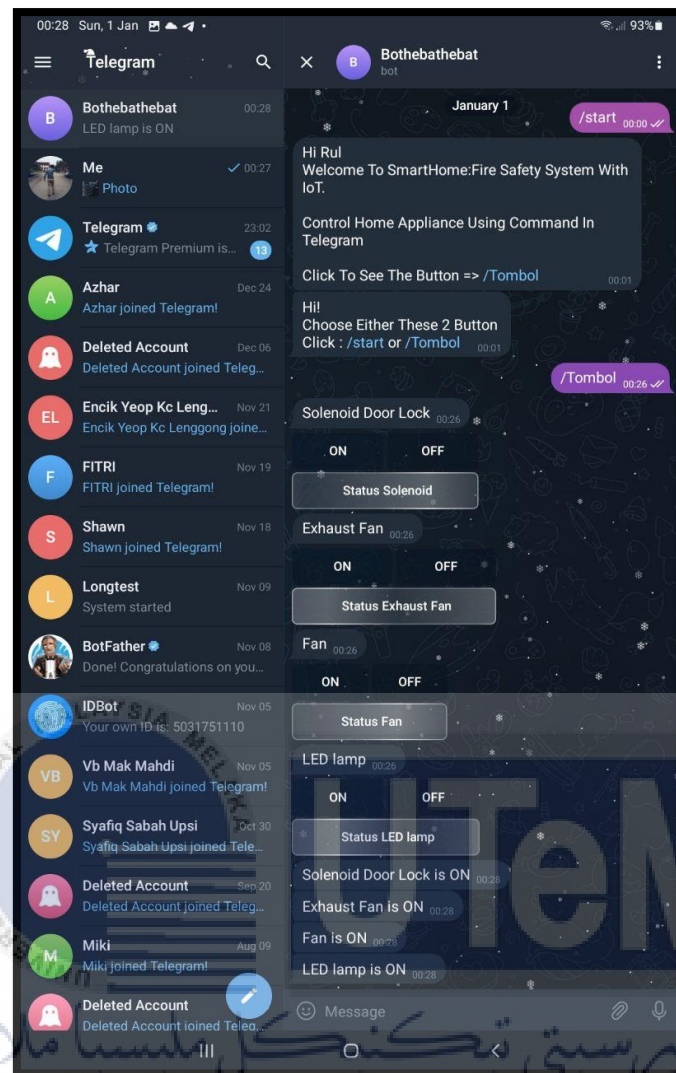 00:28 Sun, 1 Jan
93%
Telegram
B
Bothebathebat
00:28
LED lamp is ON
Me
00:27
Photo
Telegram
23:02
Telegram Premium is...
13
A
Azhar
Dec 24
Azhar joined Telegram!
Deleted Account
Dec 06
Deleted Account joined Teleg...
EL
Encik Yeop Kc Leng...
Nov 21
Encik Yeop Kc Lenggong joine...
F
FITRI
Nov 19
FITRI joined Telegram!
S
Shawn
Nov 18
Shawn joined Telegram!
L
Longtest
Nov 09
System started
BotFather
Nov 08
Done! Congratulations on you...
IDBot
Nov 05
Your own ID is: 5031751110
VB
Vb Mak Mahdi
Nov 05
Vb Mak Mahdi joined Telegram!
SY
Syafiq Sabah Upsi
Oct 30
Syafiq Sabah Upsi joined Tele...
Deleted Account
Sep 20
Deleted Account joined Teleg...
M
Miki
Aug 09
Miki joined Telegram!
Deleted Account
Deleted Account joined Teleg...
B
Bothebathebat
bot
January 1
/start 00:00
Hi Rul
Welcome To SmartHome:Fire Safety System With
IoT.
Control Home Appliance Using Command In
Telegram
Click To See The Button => /Tombol 00:01
Hi!
Choose Either These 2 Button
Click : /start or /Tombol 00:01
/Tombol 00:26
Solenoid Door Lock 00:26
ON OFF
Status Solenoid
Exhaust Fan 00:26
ON OFF
Status Exhaust Fan
Fan 00:26
ON OFF
Status Fan
LED lamp 00:26
ON OFF
Status LED lamp
Solenoid Door Lock is ON 00:28
Exhaust Fan is ON 00:28
Fan is ON 00:28
LED lamp is ON 00:28
Message
UTeM